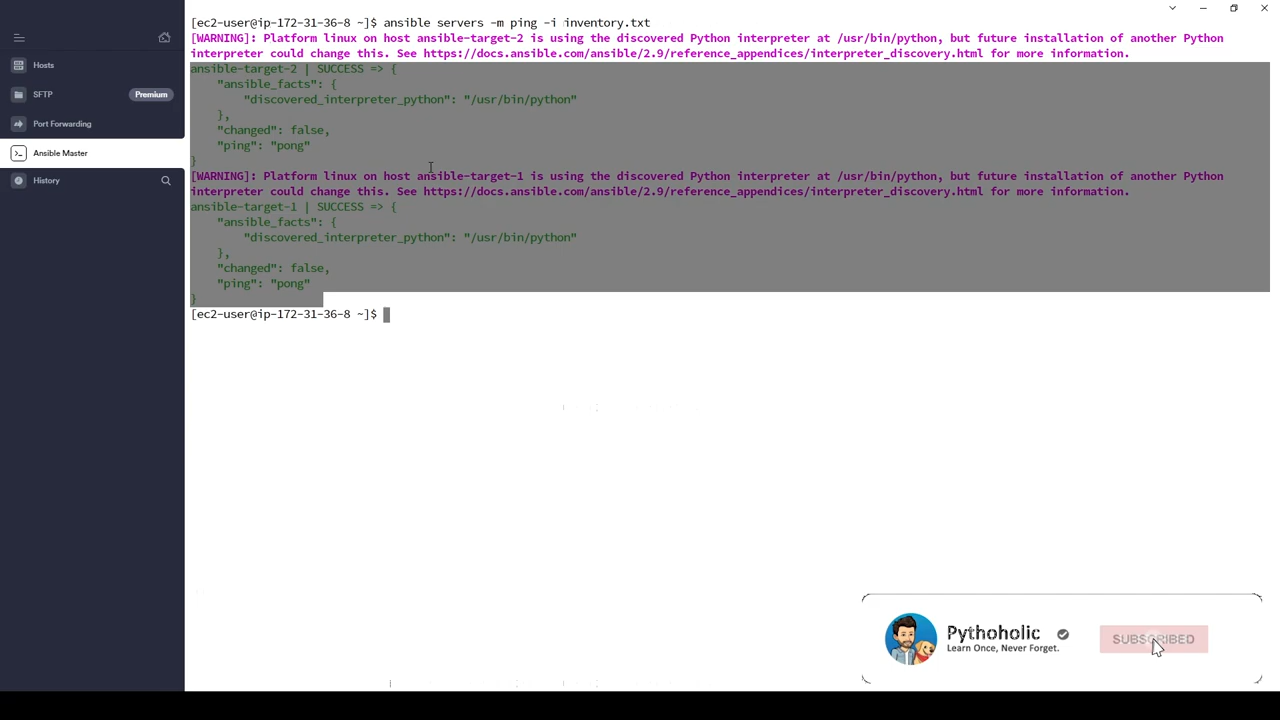 [ec2-user@ip-172-31-36-8 ~]$ ansible servers -m ping -i inventory.txt
[WARNING]: Platform linux on host ansible-target-2 is using the discovered Python interpreter at /usr/bin/python, but future installation of another Python
interpreter could change this. See https://docs.ansible.com/ansible/2.9/reference_appendices/interpreter_discovery.html for more information.
ansible-target-2 | SUCCESS => {
    "ansible_facts": {
        "discovered_interpreter_python": "/usr/bin/python"
    },
    "changed": false,
    "ping": "pong"
}
[WARNING]: Platform linux on host ansible-target-1 is using the discovered Python interpreter at /usr/bin/python, but future installation of another Python
interpreter could change this. See https://docs.ansible.com/ansible/2.9/reference_appendices/interpreter_discovery.html for more information.
ansible-target-1 | SUCCESS => {
    "ansible_facts": {
        "discovered_interpreter_python": "/usr/bin/python"
    },
    "changed": false,
    "ping": "pong"
}
[ec2-user@ip-172-31-36-8 ~]$
Hosts
SFTP Premium
Port Forwarding
Ansible Master
History
Pythoholic
Learn Once, Never Forget.
SUBSCRIBED